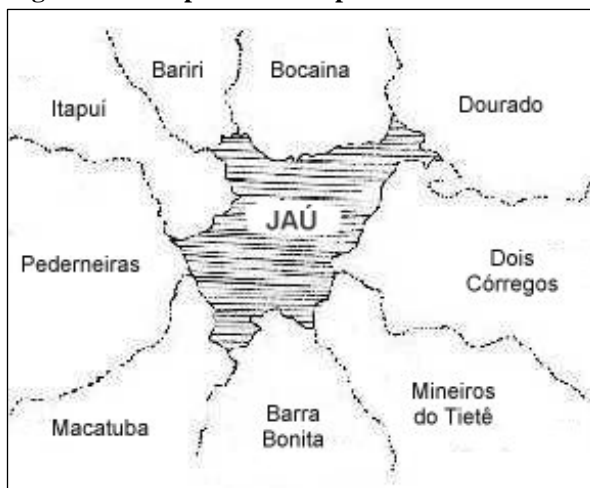 Bariri
Bocaina
Itapuí
Dourado
JAÚ
Pederneiras
Dois
Córregos
Mineiros
do Tietê
Macatuba
Barra
Bonita